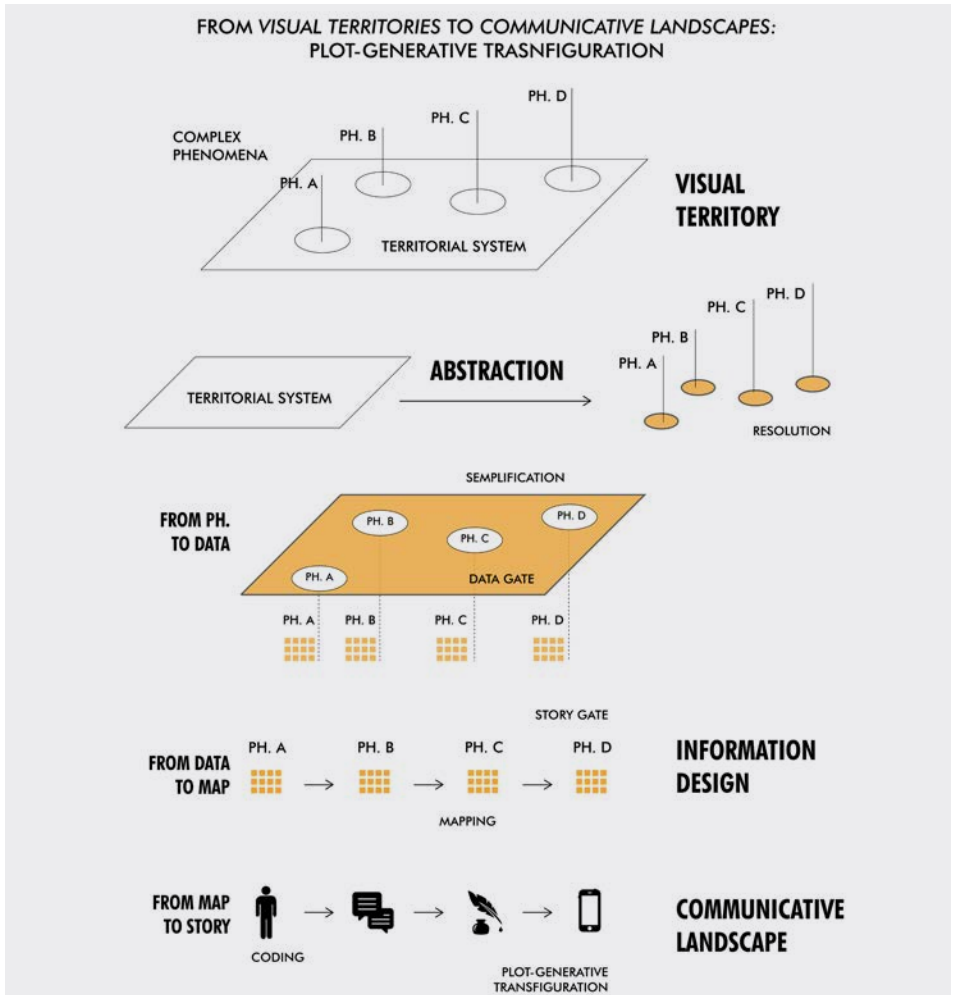 FROM VISUAL TERRITORIES TO COMMUNICATIVE LANDSCAPES:
PLOT-GENERATIVE TRASNFIGURATION
COMPLEX
PHENOMENA
PH. A
PH. B
PH. C
PH. D
TERRITORIAL SYSTEM
VISUAL
TERRITORY
TERRITORIAL SYSTEM
ABSTRACTION
PH. A
PH. B
PH. C
PH. D
RESOLUTION
SEMPLIFICATION
FROM PH.
TO DATA
PH. A
PH. B
PH. C
PH. D
DATA GATE
PH. A
PH. B
PH. C
PH. D
STORY GATE
FROM DATA
TO MAP
PH. A
PH. B
PH. C
PH. D
MAPPING
INFORMATION
DESIGN
FROM MAP
TO STORY
CODING
PLOT-GENERATIVE
TRANSFIGURATION
COMMUNICATIVE
LANDSCAPE